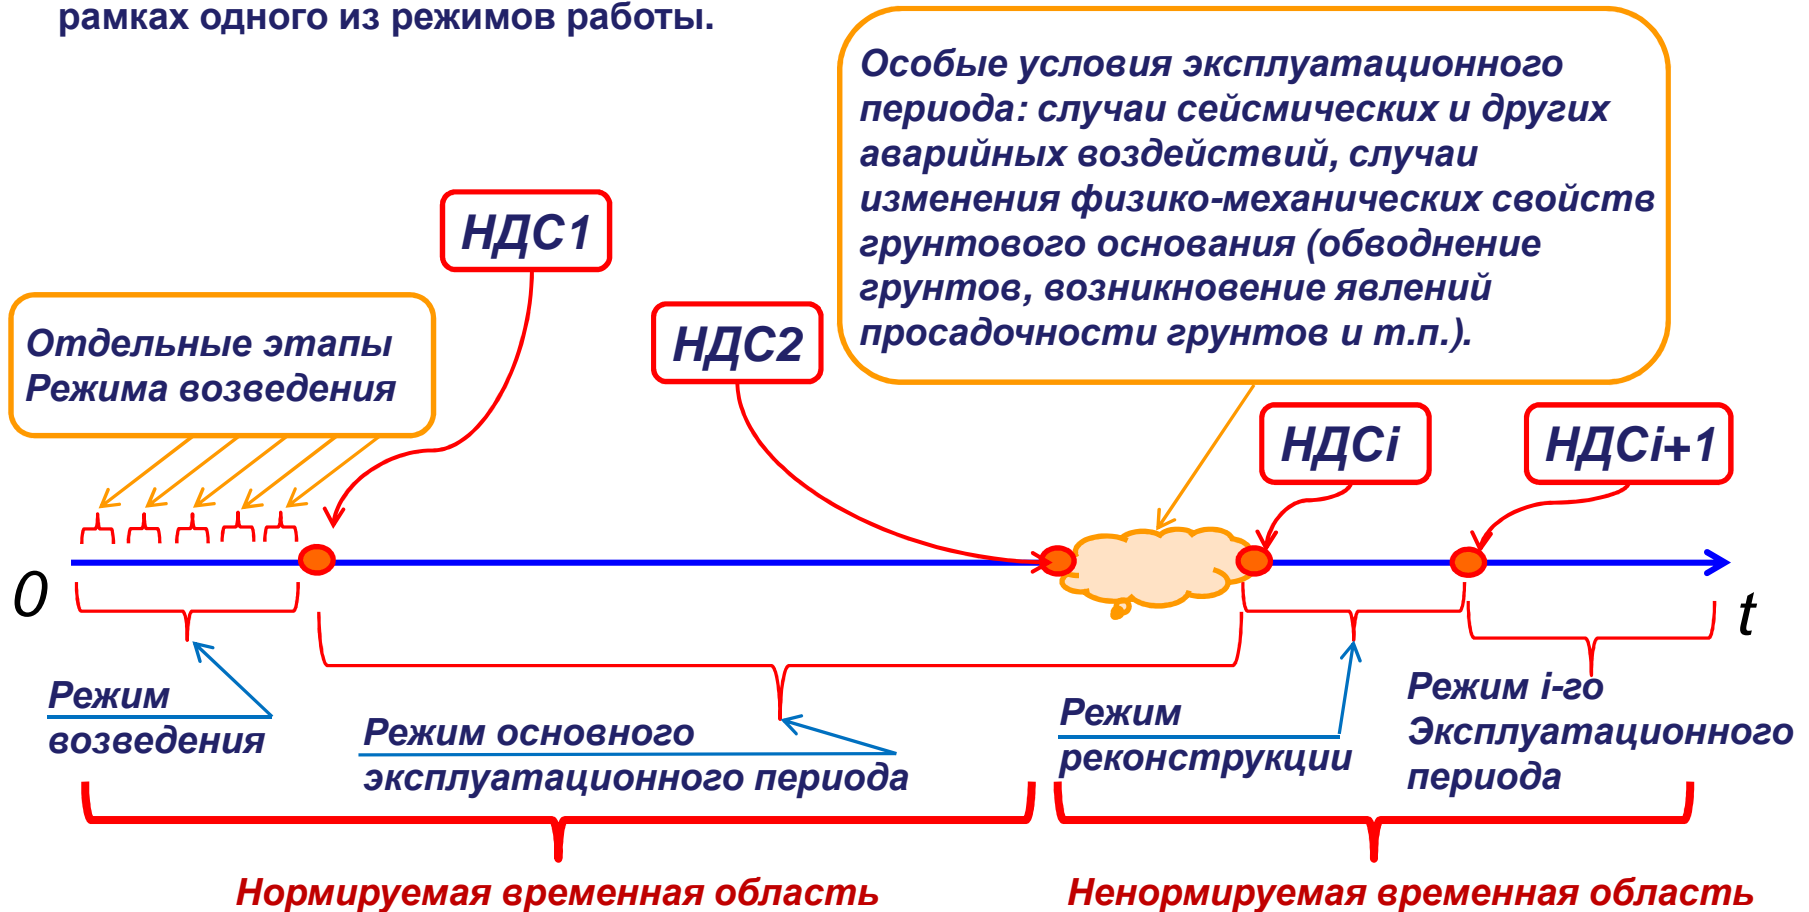 рамках одного из режимов работы.
Особые условия эксплуатационного
периода: случаи сейсмических и других
аварийных воздействий, случаи
изменения физико-механических свойств
грунтового основания (обводнение
грунтов, возникновение явлений
просадочности грунтов и т.п.).
НДС1
Отдельные этапы
Режима возведения
НДС2
НДСi
НДСi+1
0
t
Режим
возведения
Режим основного
эксплуатационного периода
Режим
реконструкции
Режим i-го
Эксплуатационного
периода
Нормируемая временная область
Ненормируемая временная область